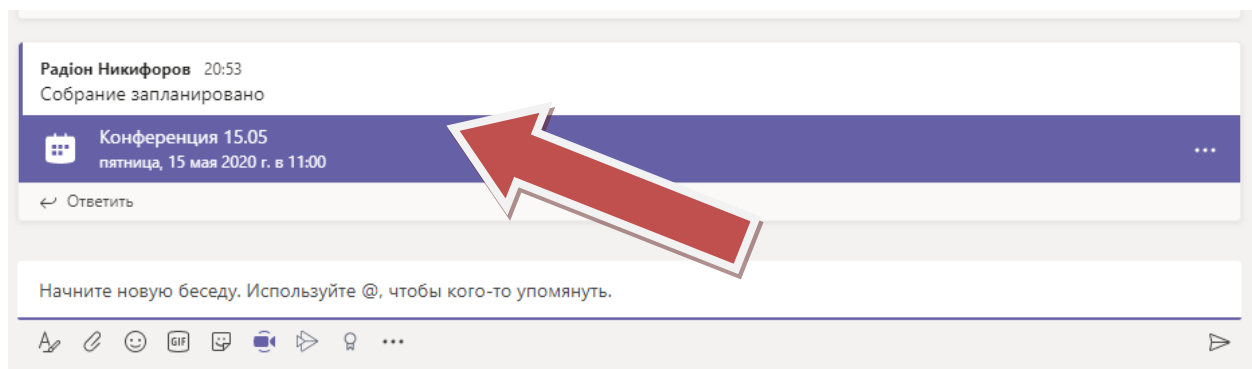 Радіон Никифоров 20:53
Собрание запланировано
Конференция 15.05
пятница, 15 мая 2020 г. в 11:00
Ответить
Начните новую беседу. Используйте @, чтобы кого-то упомянуть.
GIF